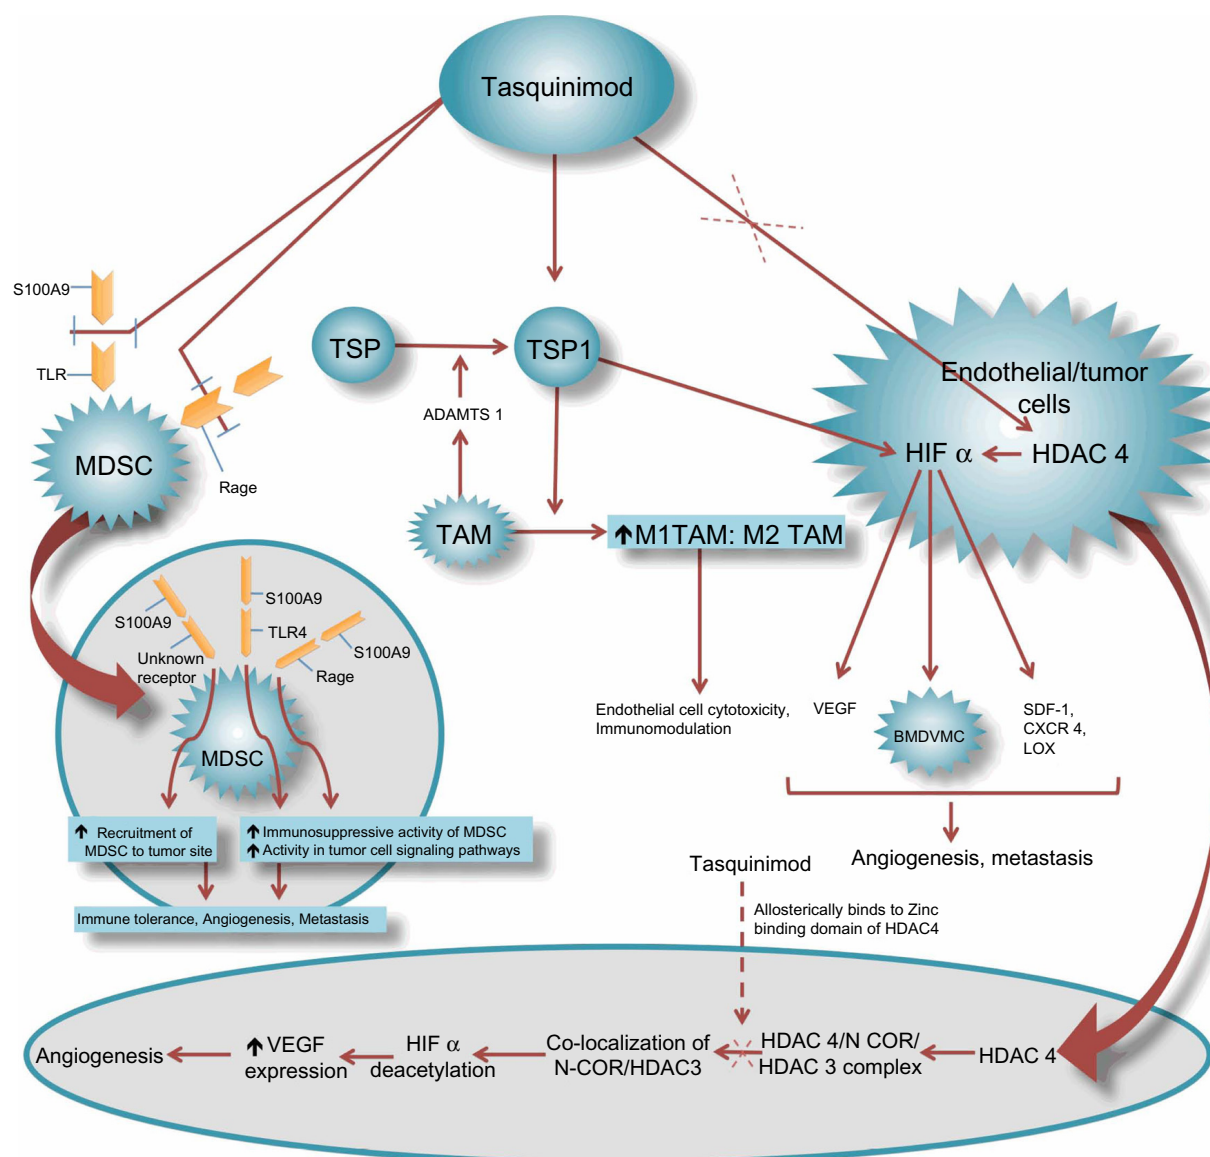 Tasquinimod
S100A9
TLR
MDSC
Rage
TSP
TSP1
ADAMTS 1
TAM
↑M1TAM: M2 TAM
Endothelial/tumor
cells
HIF α
HDAC 4
Endothelial cell cytotoxicity,
Immunomodulation
VEGF
BMDVMC
SDF-1,
CXCR 4,
LOX
Angiogenesis, metastasis
S100A9
Unknown
receptor
S100A9
TLR4
S100A9
Rage
MDSC
↑ Recruitment of
MDSC to tumor site
↑ Immunosuppressive activity of MDSC
↑ Activity in tumor cell signaling pathways
Immune tolerance, Angiogenesis, Metastasis
Tasquinimod
Allosterically binds to Zinc
binding domain of HDAC4
Angiogenesis
↑ VEGF
expression
HIF α
deacetylation
Co-localization of
N-COR/HDAC3
HDAC 4/N COR/
HDAC 3 complex
HDAC 4